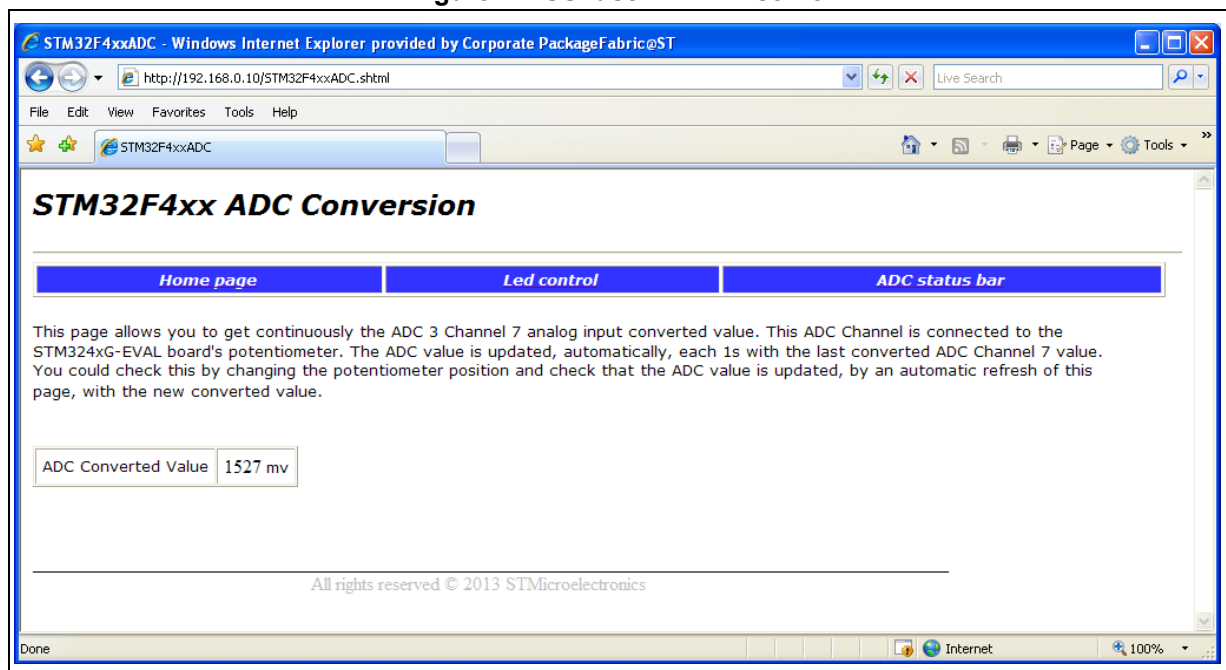 STM32F4xxADC - Windows Internet Explorer provided by Corporate PackageFabric@ST
http://192.168.0.10/STM32F4xxADC.shtml
Live Search
File Edit View Favorites Tools Help
STM32F4xxADC
Page Tools
STM32F4xx ADC Conversion
Home page Led control ADC status bar
This page allows you to get continuously the ADC 3 Channel 7 analog input converted value. This ADC Channel is connected to the
STM324xG-EVAL board's potentiometer. The ADC value is updated, automatically, each 1s with the last converted ADC Channel 7 value.
You could check this by changing the potentiometer position and check that the ADC value is updated, by an automatic refresh of this
page, with the new converted value.
ADC Converted Value 1527 mv
All rights reserved © 2013 STMicroelectronics
Done Internet 100%